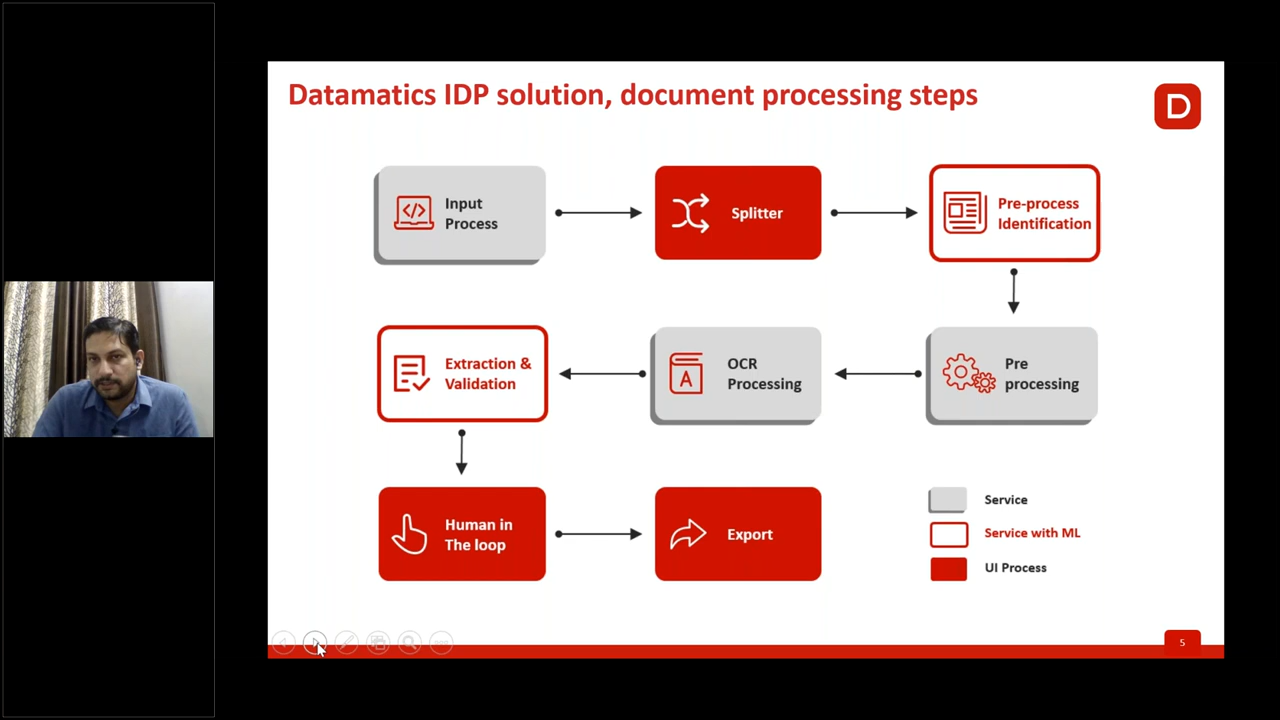 Datamatics IDP solution, document processing steps
D
Input
Process
Splitter
Pre-process
Identification
Extraction &
Validation
OCR
Processing
A
Pre
processing
Human in
The loop
Export
Service
Service with ML
UI Process
5